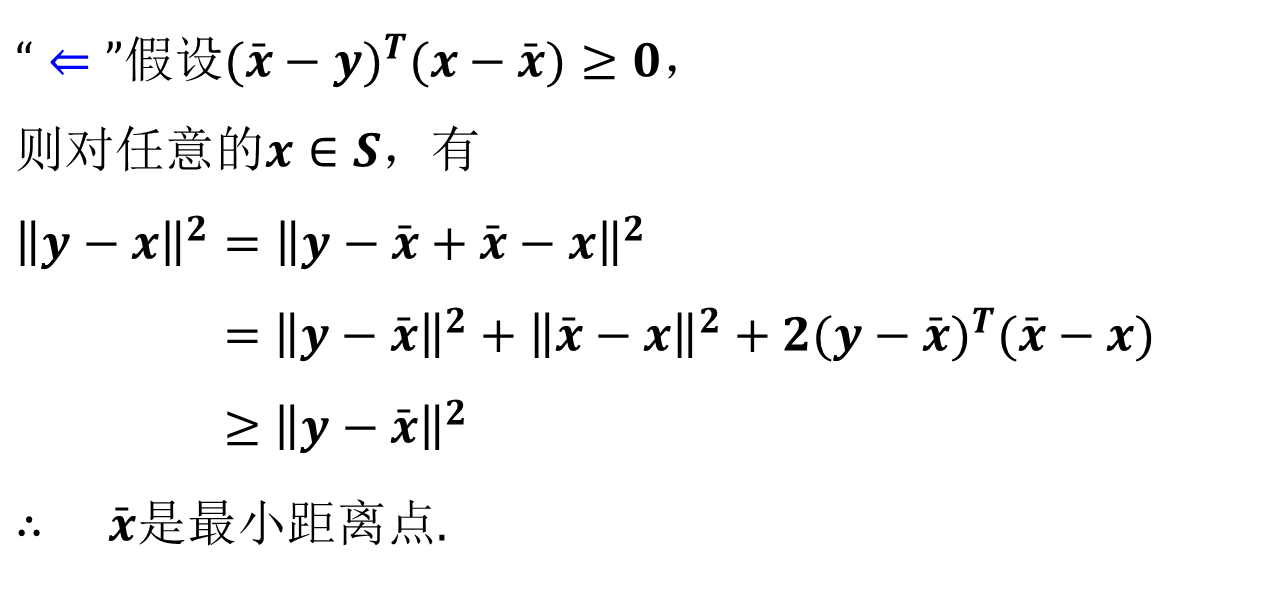 “ ⇐ ”假设(x̄ − y)ᵀ(x − x̄) ≥ 0，
则对任意的x ∈ S，有
‖y − x‖² = ‖y − x̄ + x̄ − x‖²
= ‖y − x̄‖² + ‖x̄ − x‖² + 2(y − x̄)ᵀ(x̄ − x)
≥ ‖y − x̄‖²
∴ x̄是最小距离点.